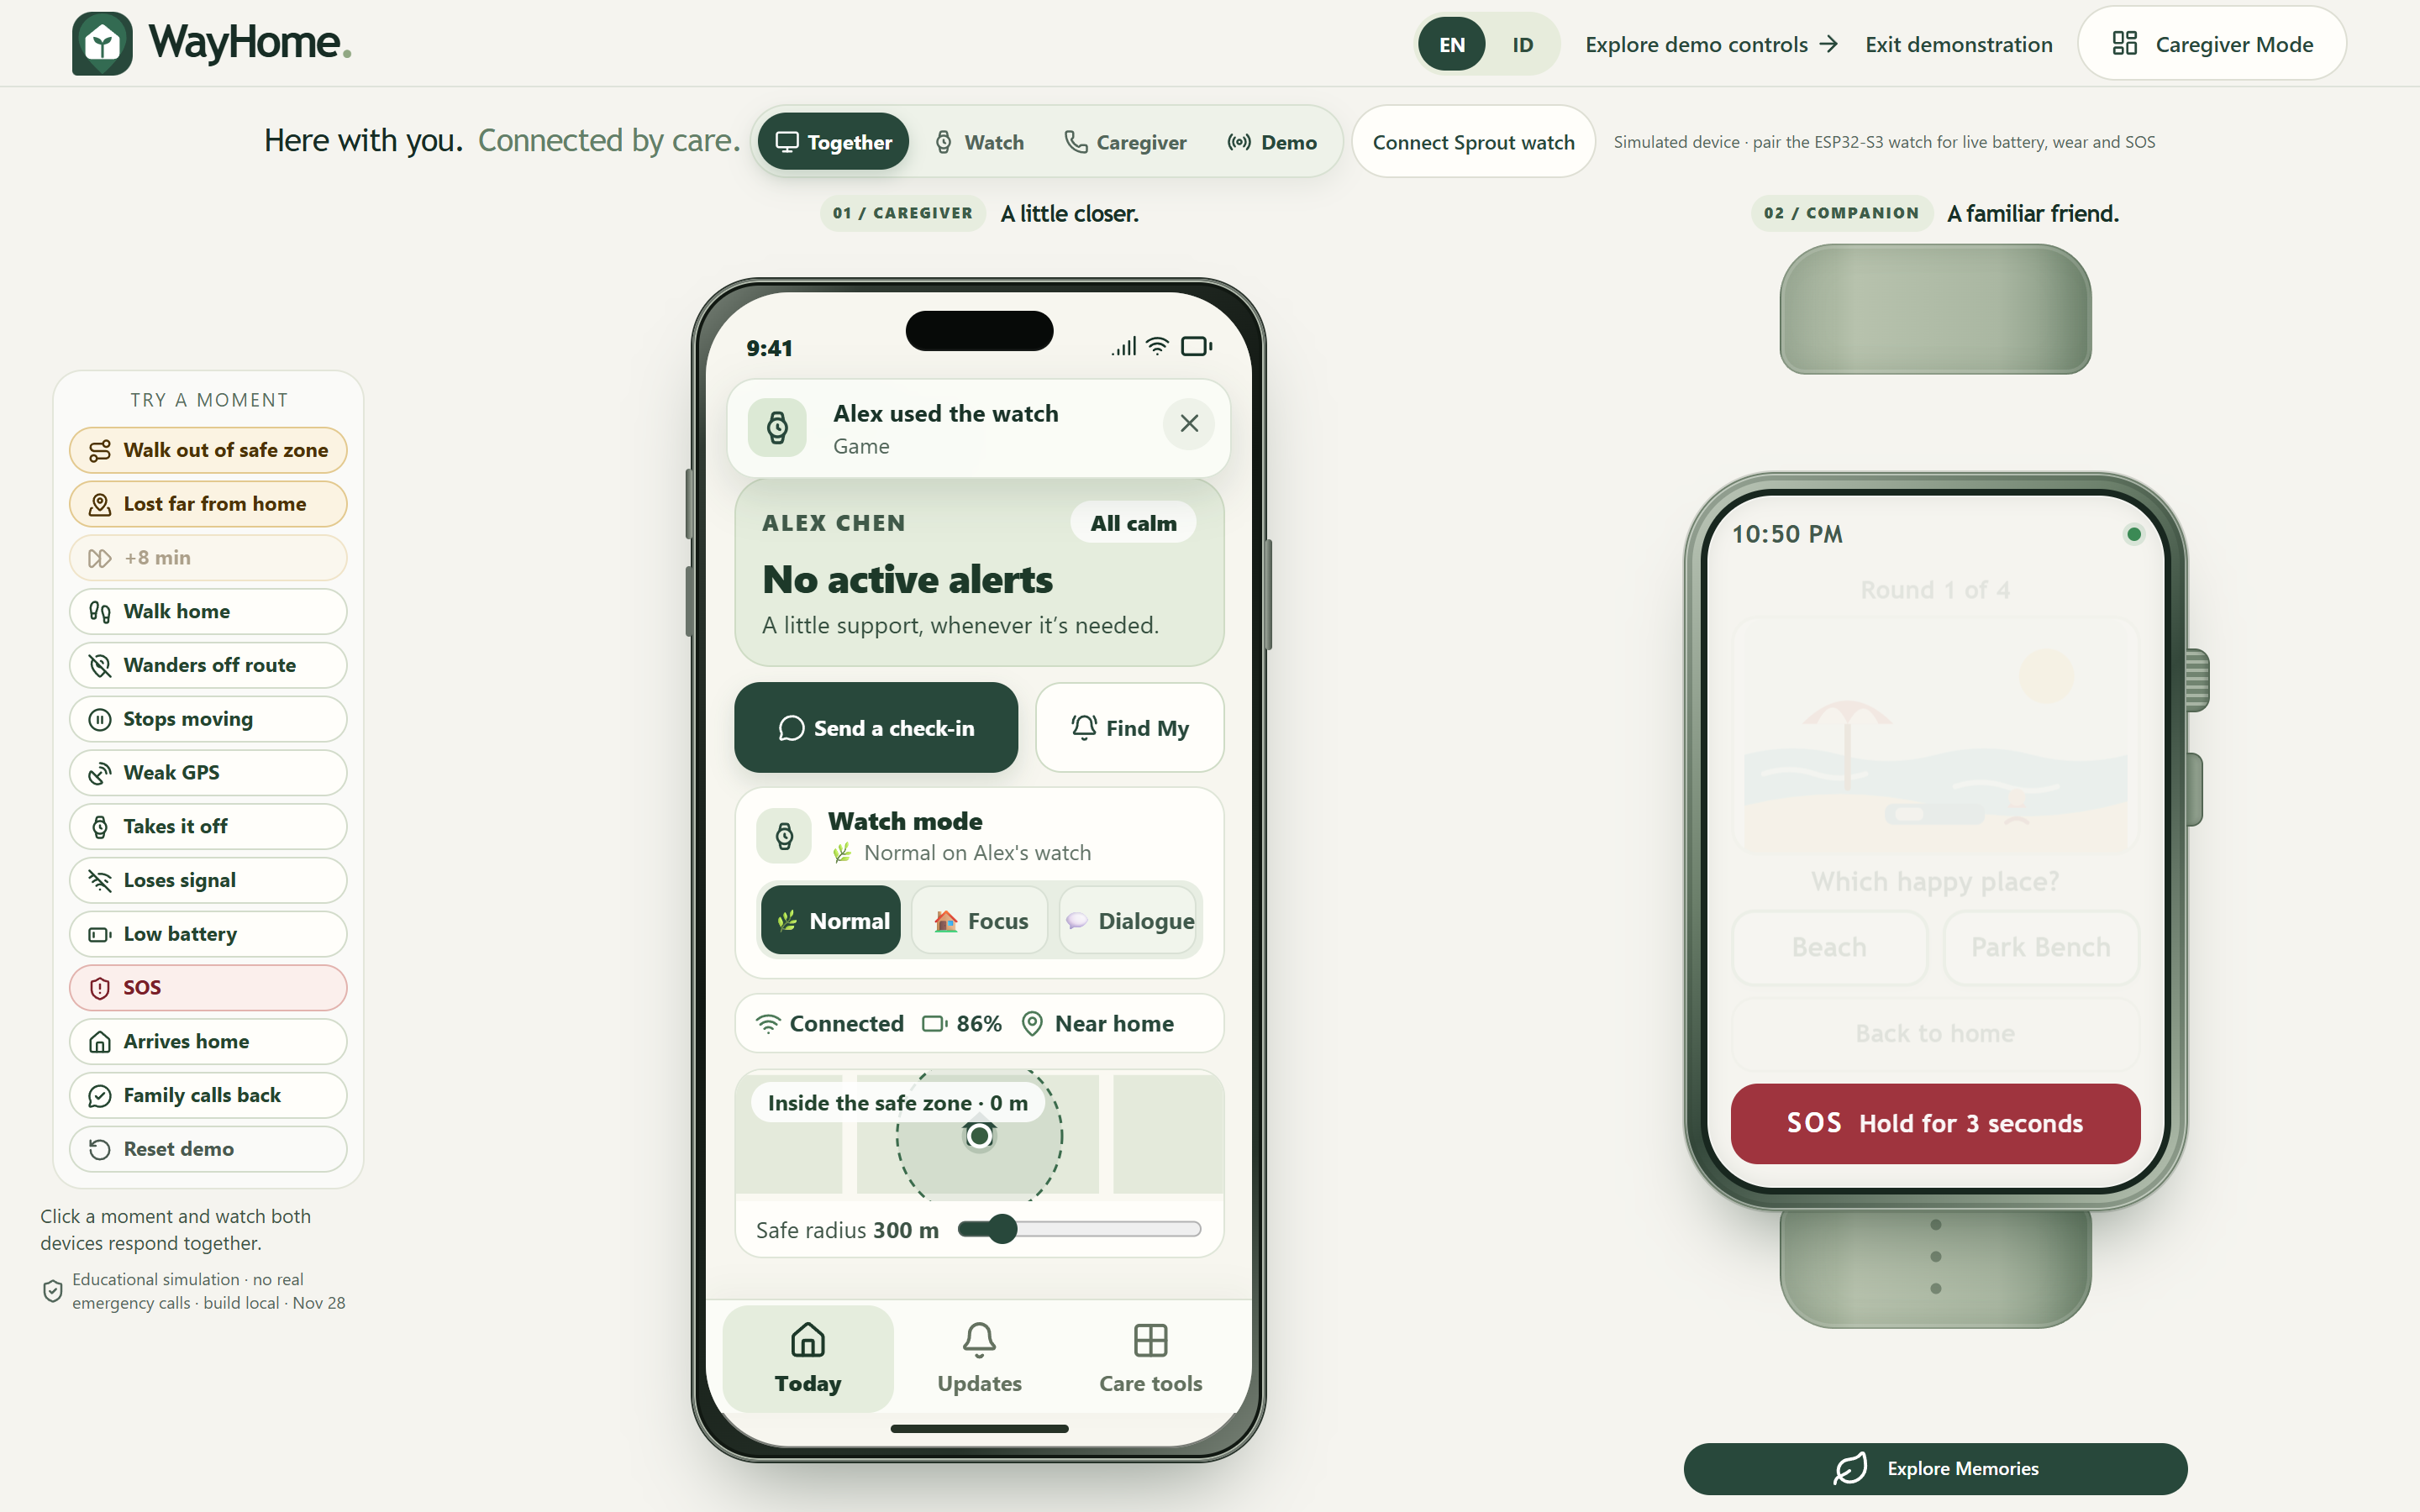 WayHome.
EN ID Explore demo controls → Exit demonstration Caregiver Mode
Here with you. Connected by care. Together Watch Caregiver Demo Connect Sprout watch Simulated device · pair the ESP32-S3 watch for live battery, wear and SOS
01 / CAREGIVER A little closer.
02 / COMPANION A familiar friend.
TRY A MOMENT
Walk out of safe zone
Lost far from home
+8 min
Walk home
Wanders off route
Stops moving
Weak GPS
Takes it off
Loses signal
Low battery
SOS
Arrives home
Family calls back
Reset demo
Click a moment and watch both
devices respond together.
Educational simulation · no real
emergency calls · build local · Nov 28
9:41
Alex used the watch
Game
ALEX CHEN All calm
No active alerts
A little support, whenever it’s needed.
Send a check-in Find My
Watch mode
Normal on Alex's watch
Normal Focus Dialogue
Connected 86% Near home
Inside the safe zone · 0 m
Safe radius 300 m
Today Updates Care tools
10:50 PM
Round 1 of 4
Which happy place?
Beach Park Bench
Back to home
SOS Hold for 3 seconds
Explore Memories